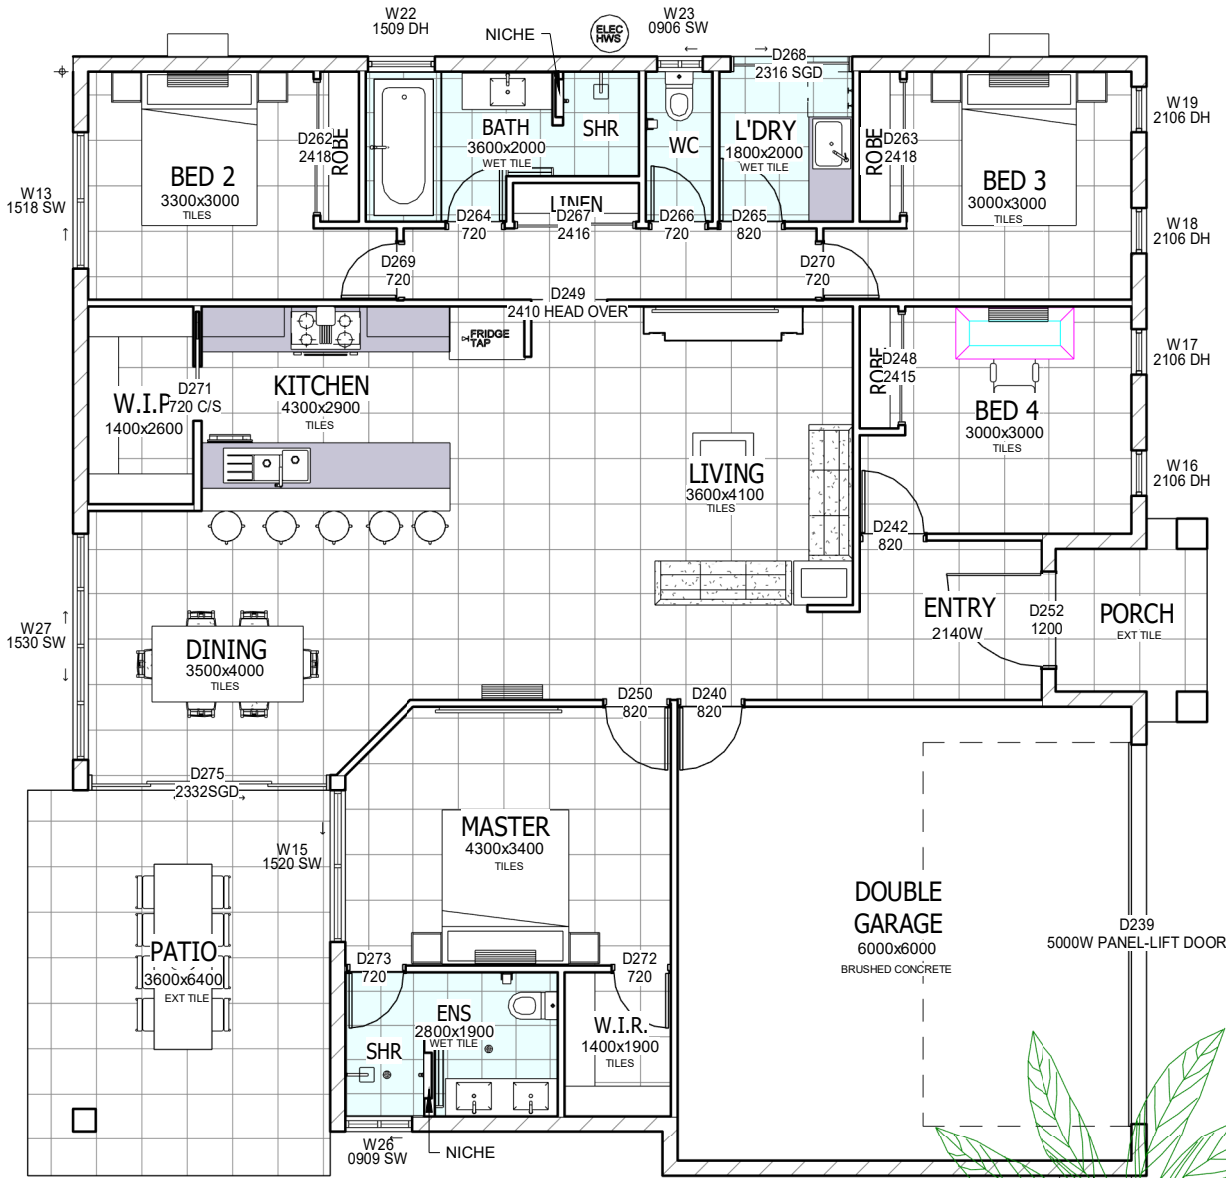 W22
1509 DH
NICHE
ELEC
HWS
W23
0906 SW
D268
2316 SGD
W19
2106 DH
W13
1518 SW
BED 2
3300x3000
TILES
D262
2418
ROBE
BATH
3600x2000
WET TILE
SHR
WC
L'DRY
1800x2000
WET TILE
ROBE
D263
2418
BED 3
3000x3000
TILES
W18
2106 DH
LINEN
D264
720
D267
2416
D266
720
D265
820
D269
720
D270
720
D249
2410 HEAD OVER
FRIDGE
TAP
W17
2106 DH
D271
720 C/S
W.I.P
1400x2600
KITCHEN
4300x2900
TILES
ROBE
D248
2415
BED 4
3000x3000
TILES
LIVING
3600x4100
TILES
W16
2106 DH
D242
820
ENTRY
2140W
D252
1200
PORCH
EXT TILE
W27
1530 SW
DINING
3500x4000
TILES
D250
820
D240
820
D275
2332SGD
W15
1520 SW
MASTER
4300x3400
TILES
DOUBLE
GARAGE
6000x6000
BRUSHED CONCRETE
D239
5000W PANEL-LIFT DOOR
PATIO
3600x6400
EXT TILE
D273
720
D272
720
ENS
2800x1900
WET TILE
SHR
W.I.R.
1400x1900
TILES
W26
0909 SW
NICHE